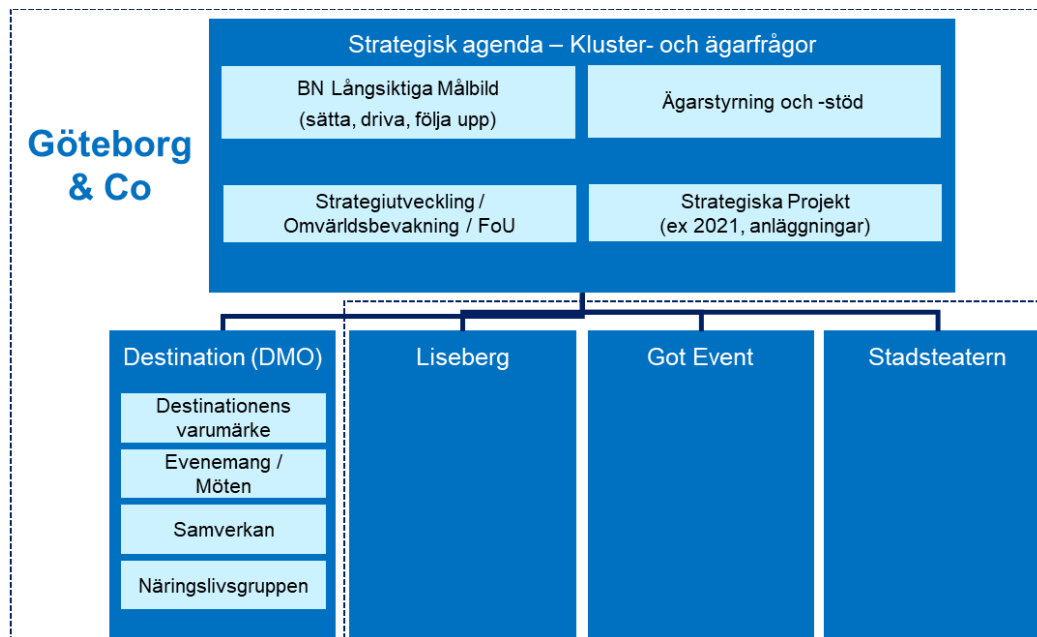 Strategisk agenda – Kluster- och ägarfrågor
BN Långsiktiga Målbild
(sätta, driva, följa upp)
Ägarstyrning och -stöd
Göteborg
& Co
Strategiutveckling /
Omvärldsbevakning / FoU
Strategiska Projekt
(ex 2021, anläggningar)
Destination (DMO)
Liseberg
Got Event
Stadsteatern
Destinationens
varumärke
Evenemang /
Möten
Samverkan
Näringslivsgruppen